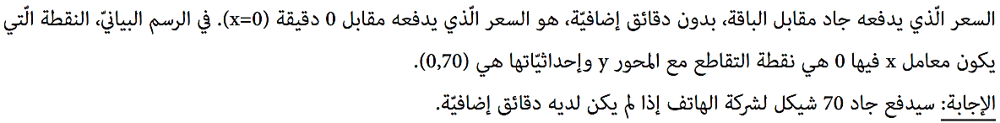 السعر الّذي يدفعه جاد مقابل الباقة، بدون دقائق إضافيّة، هو السعر الّذي يدفعه مقابل 0 دقيقة (x=0). في الرسم البيانيّ، النقطة الّتي
يكون معامل x فيها 0 هي نقطة التقاطع مع المحور y وإحداثيّاتها هي (0,70).
الإجابة: سيدفع جاد 70 شيكل لشركة الهاتف إذا لم يكن لديه دقائق إضافيّة.